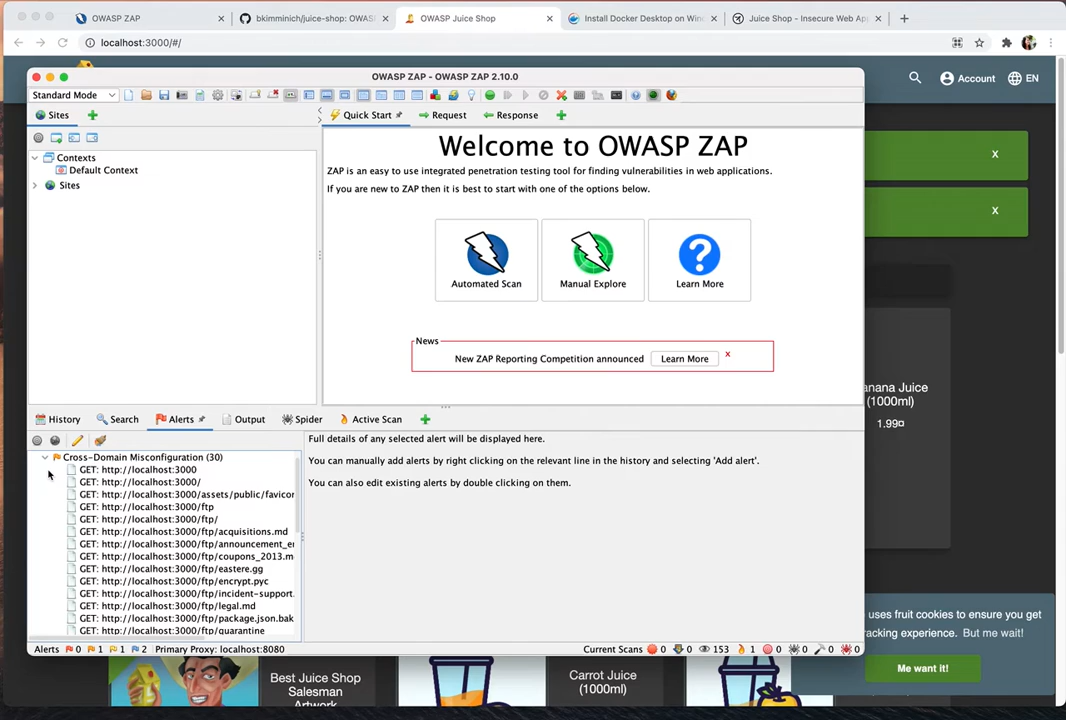 OWASP ZAP
bkimminich/juice-shop: OWAS
OWASP Juice Shop
Install Docker Desktop on Win
Juice Shop - Insecure Web Ap
localhost:3000/#/
Account
EN
OWASP ZAP - OWASP ZAP 2.10.0
Standard Mode
Sites
Quick Start
Request
Response
Contexts
Default Context
Sites
Welcome to OWASP ZAP
ZAP is an easy to use integrated penetration testing tool for finding vulnerabilities in web applications.
If you are new to ZAP then it is best to start with one of the options below.
Automated Scan
Manual Explore
Learn More
News
New ZAP Reporting Competition announced
Learn More
x
X
X
anana Juice
(1000ml)
1.99¤
History
Search
Alerts
Output
Spider
Active Scan
Cross-Domain Misconfiguration (30)
GET: http://localhost:3000
GET: http://localhost:3000/
GET: http://localhost:3000/assets/public/favicor
GET: http://localhost:3000/ftp
GET: http://localhost:3000/ftp/
GET: http://localhost:3000/ftp/acquisitions.md
GET: http://localhost:3000/ftp/announcement_e
GET: http://localhost:3000/ftp/coupons_2013.m
GET: http://localhost:3000/ftp/eastere.gg
GET: http://localhost:3000/ftp/encrypt.pyc
GET: http://localhost:3000/ftp/incident-support.
GET: http://localhost:3000/ftp/legal.md
GET: http://localhost:3000/ftp/package.json.bak
GET: http://localhost:3000/ftp/quarantine
Full details of any selected alert will be displayed here.
You can manually add alerts by right clicking on the relevant line in the history and selecting 'Add alert'.
You can also edit existing alerts by double clicking on them.
Alerts 0 1 1 2 Primary Proxy: localhost:8080
Current Scans 0 0 153 1 0 0 0 0
uses fruit cookies to ensure you get
racking experience. But me wait!
Me want it!
Best Juice Shop
Salesman
Artwork
Carrot Juice
(1000ml)